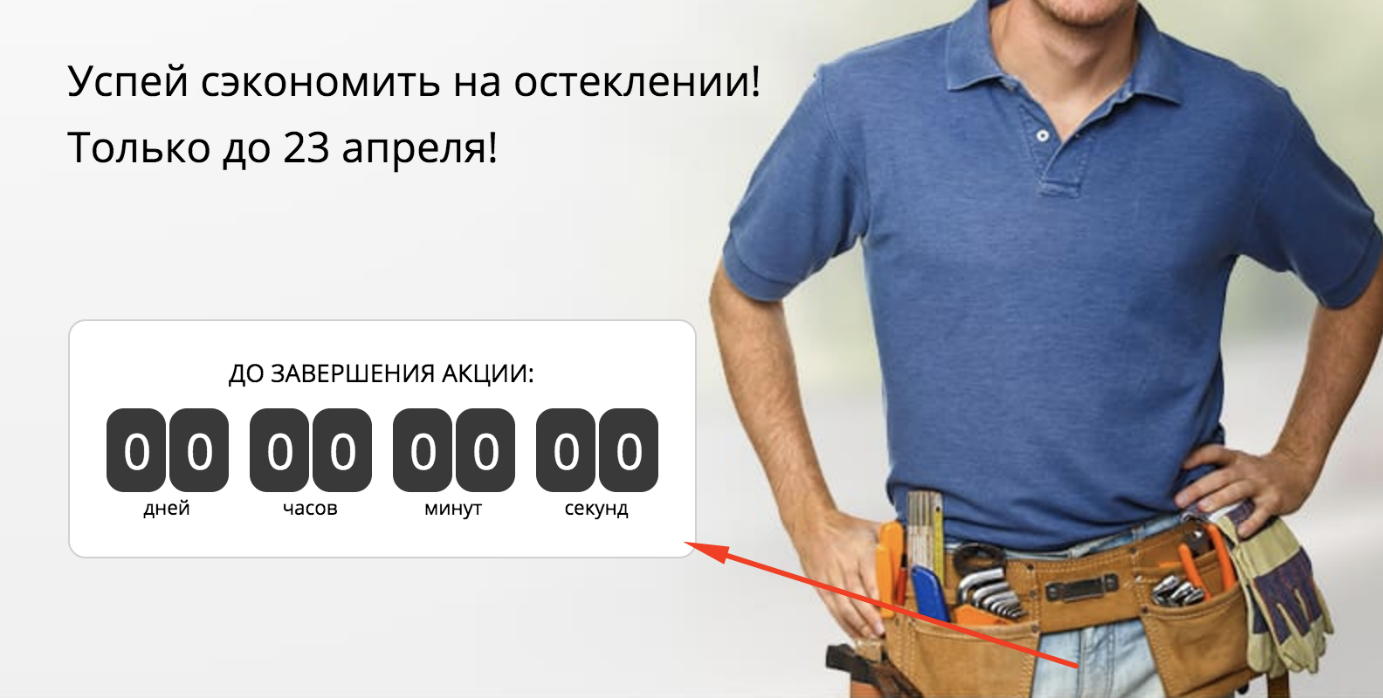 Успей сэкономить на остеклении!
Только до 23 апреля!
ДО ЗАВЕРШЕНИЯ АКЦИИ:
00 00 00 00
дней часов минут секунд